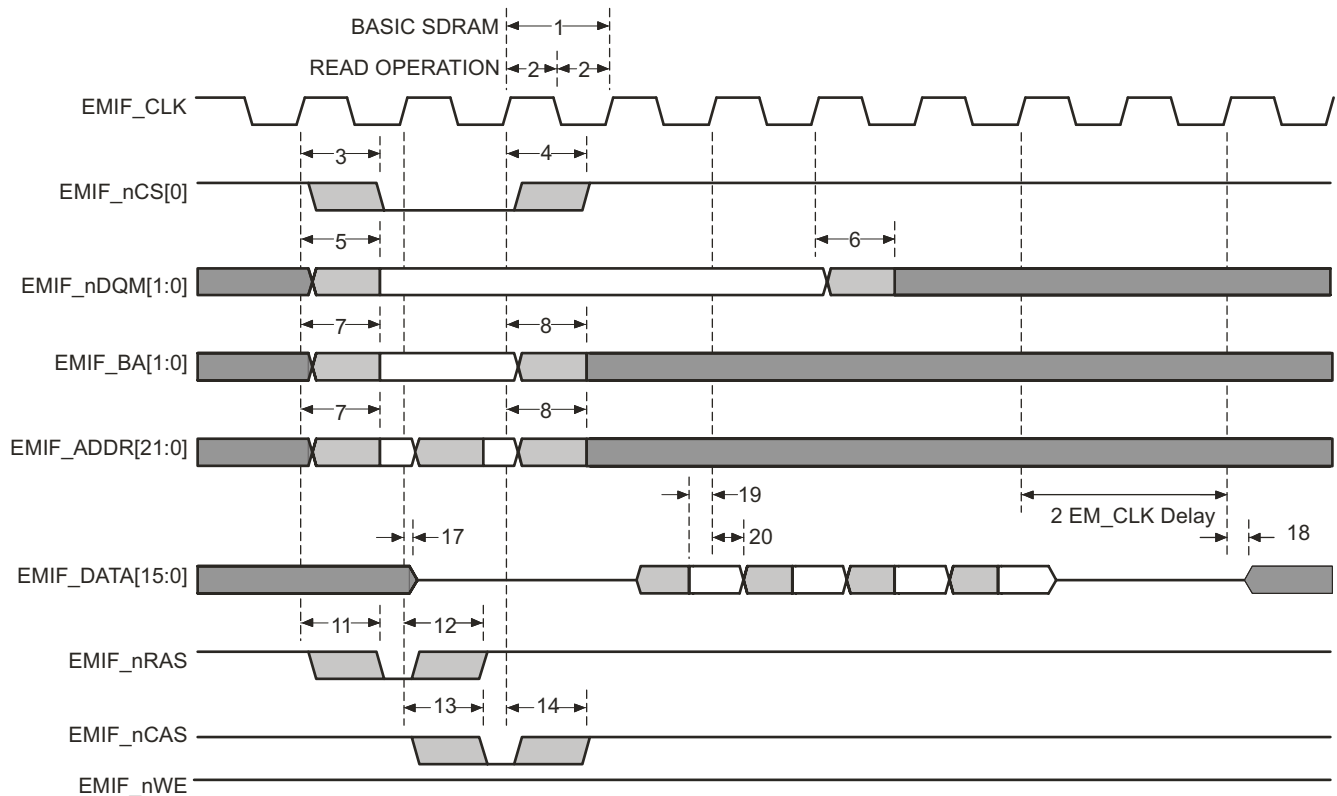 BASIC SDRAM
1
READ OPERATION
2
2
EMIF_CLK
3
4
EMIF_nCS[0]
5
6
EMIF_nDQM[1:0]
7
8
EMIF_BA[1:0]
7
8
EMIF_ADDR[21:0]
19
2 EM_CLK Delay
17
20
18
EMIF_DATA[15:0]
11
12
EMIF_nRAS
13
14
EMIF_nCAS
EMIF_nWE